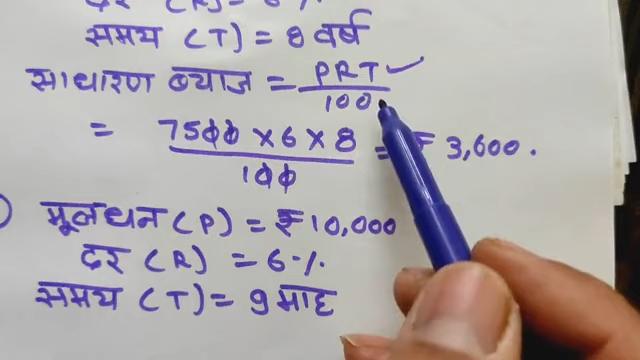 समय (T) = 8 वर्ष
साधारण ब्याज = PRT ✓
100
= 7500 × 6 × 8 = ₹ 3,600.
100
मूलधन (P) = ₹ 10,000
दर (R) = 6 %
समय (T) = 9 माह